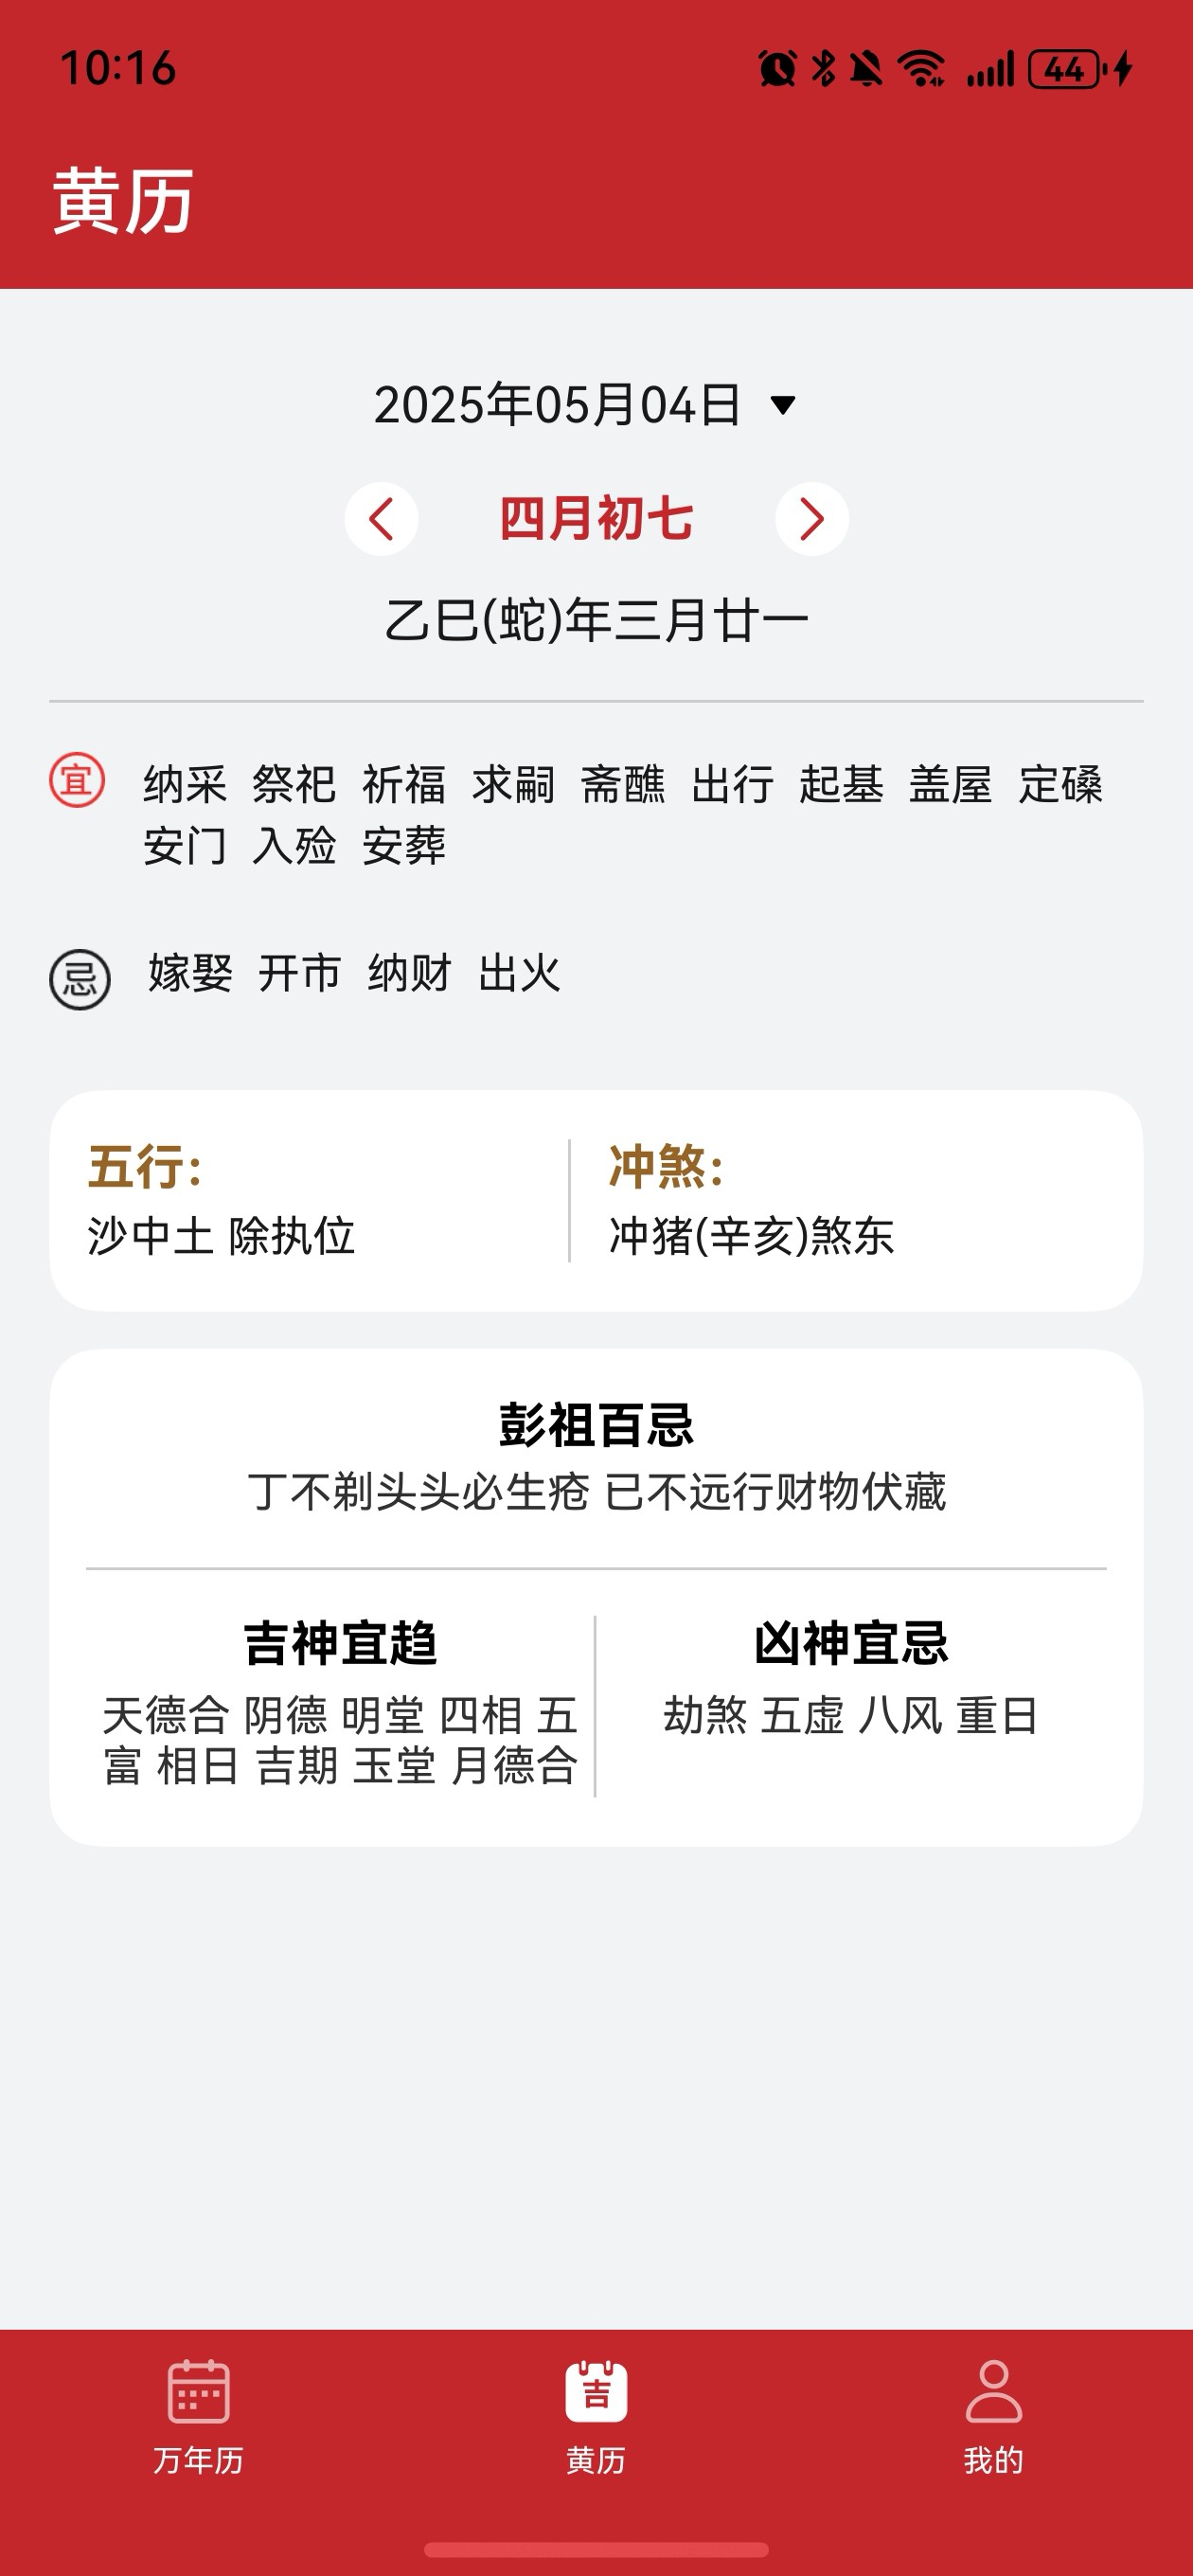 10:16
44
黄历
2025年05月04日
四月初七
乙巳(蛇)年三月廿一
宜 纳采 祭祀 祈福 求嗣 斋醮 出行 起基 盖屋 定磉
安门 入殓 安葬
忌 嫁娶 开市 纳财 出火
五行:
沙中土 除执位
冲煞:
冲猪(辛亥)煞东
彭祖百忌
丁不剃头头必生疮 已不远行财物伏藏
吉神宜趋
天德合 阴德 明堂 四相 五
富 相日 吉期 玉堂 月德合
凶神宜忌
劫煞 五虚 八风 重日
万年历
吉
黄历
我的